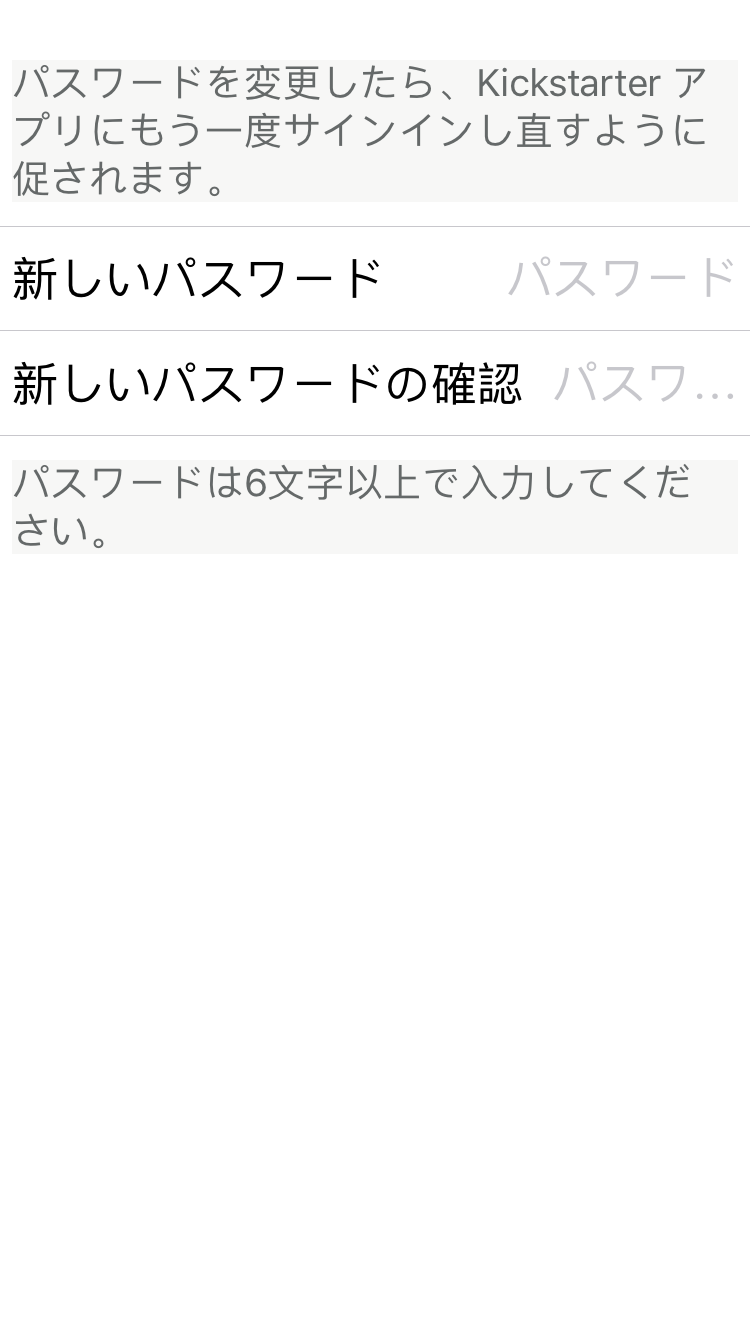 パスワードを変更したら、Kickstarter ア
プリにもう一度サインインし直すように
促されます。
新しいパスワード パスワード
新しいパスワードの確認 パスワ...
パスワードは6文字以上で入力してくだ
さい。